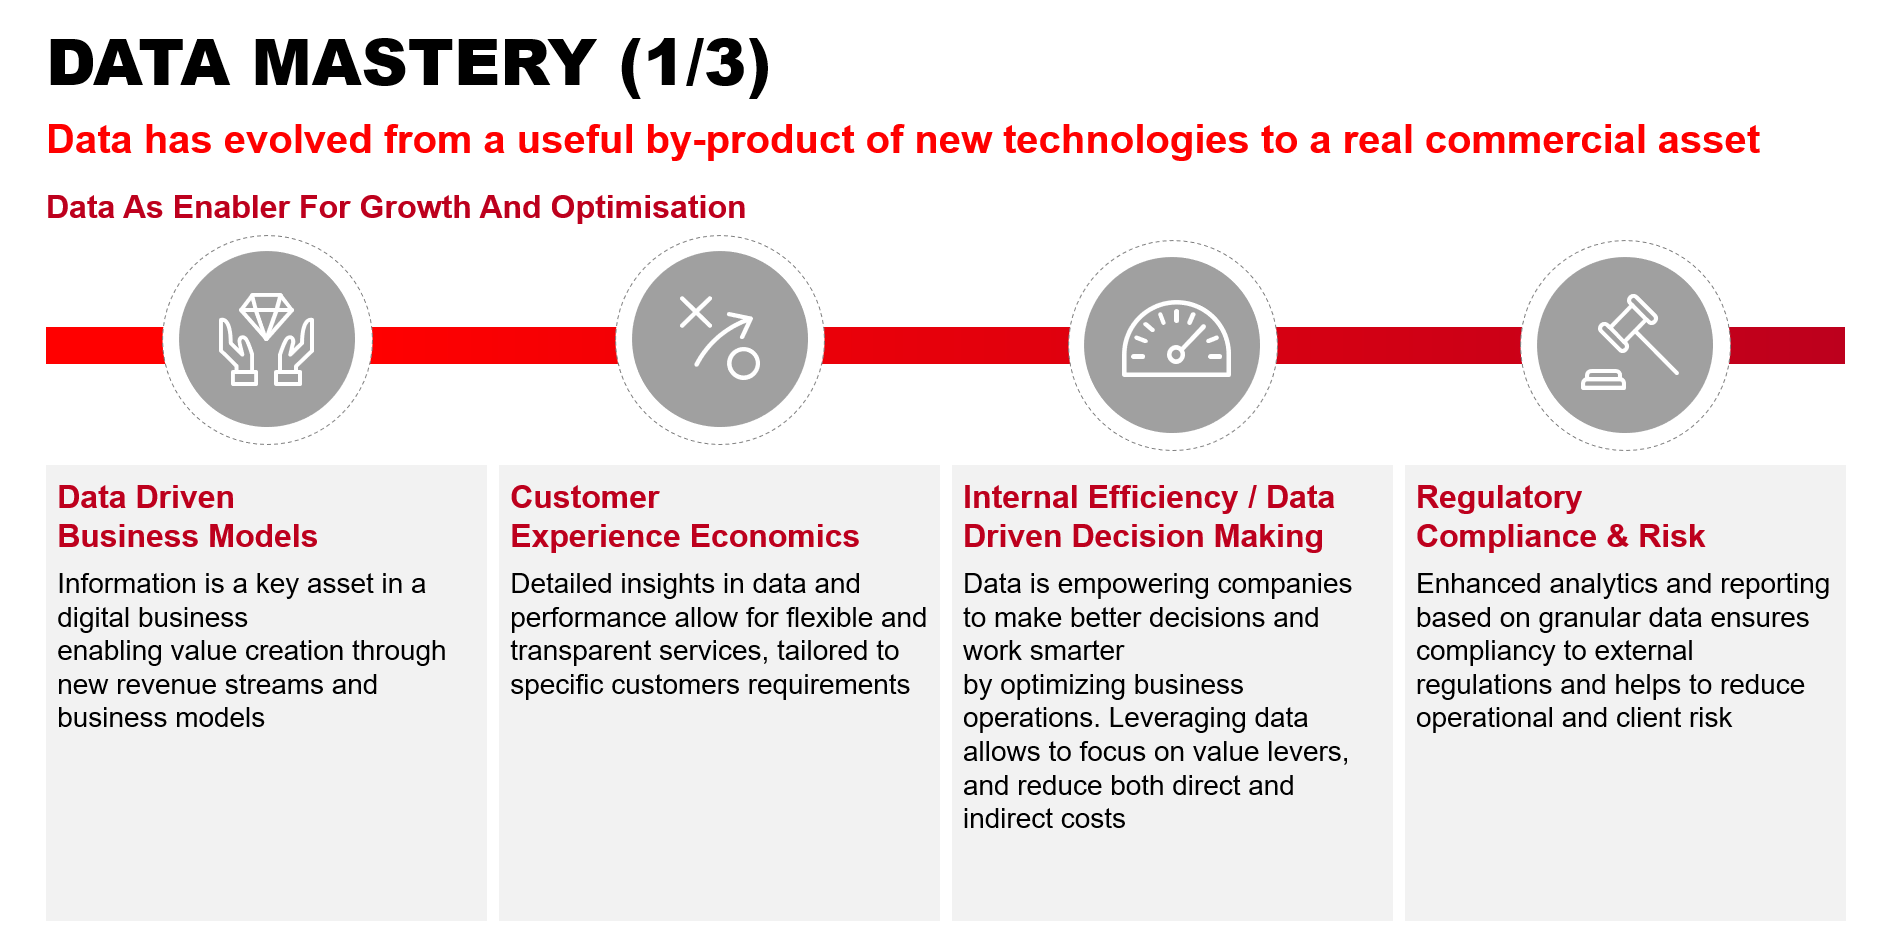 DATA MASTERY (1/3)
Data has evolved from a useful by-product of new technologies to a real commercial asset
Data As Enabler For Growth And Optimisation
Data Driven
Business Models
Information is a key asset in a
digital business
enabling value creation through
new revenue streams and
business models
Customer
Experience Economics
Detailed insights in data and
performance allow for flexible and
transparent services, tailored to
specific customers requirements
Internal Efficiency / Data
Driven Decision Making
Data is empowering companies
to make better decisions and
work smarter
by optimizing business
operations. Leveraging data
allows to focus on value levers,
and reduce both direct and
indirect costs
Regulatory
Compliance & Risk
Enhanced analytics and reporting
based on granular data ensures
compliancy to external
regulations and helps to reduce
operational and client risk